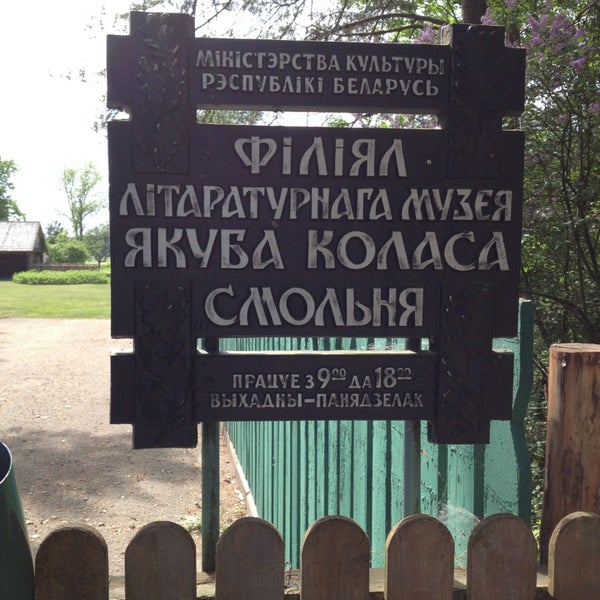 МІНІСТЭРСТВА КУЛЬТУРЫ
РЭСПУБЛІКІ БЕЛАРУСЬ
ФІЛІЯЛ
ЛІТАРАТУРНАГА МУЗЕЯ
ЯКУБА КОЛАСА
СМОЛЬНЯ
ПРАЦУЕ З 9⁰⁰ ДА 18⁰⁰
ВЫХАДНЫ-ПАНЯДЗЕЛАК